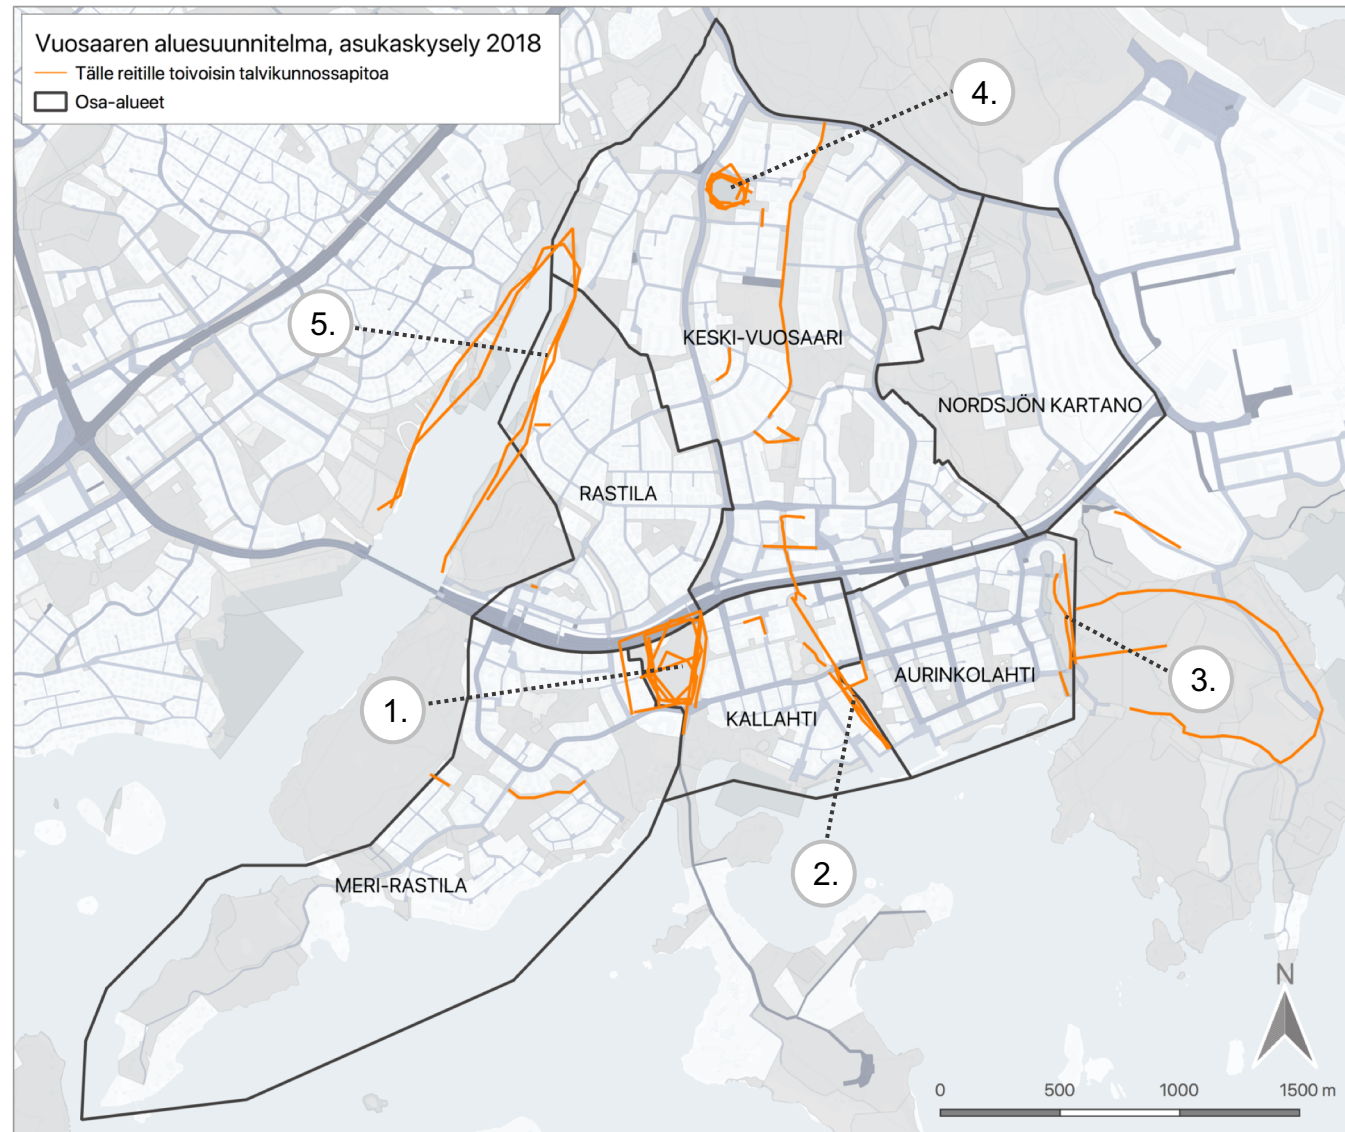 Vuosaaren aluesuunnitelma, asukaskysely 2018
Tälle reitille toivoisin talvikunnossapitoa
Osa-alueet
4.
5.
KESKI-VUOSAARI
NORDSJÖN KARTANO
RASTILA
AURINKOLAHTI
3.
1.
KALLAHTI
2.
MERI-RASTILA
N
0 500 1000 1500 m